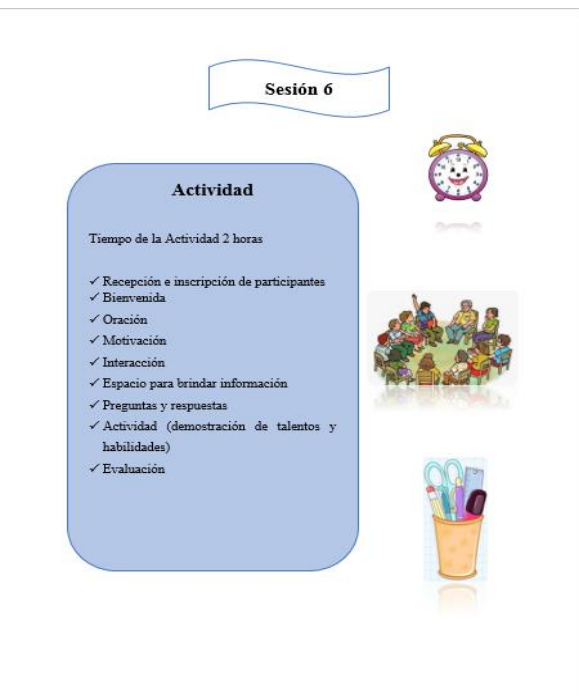 Sesión 6
Actividad
Tiempo de la Actividad 2 horas
✓ Recepción e inscripción de participantes
✓ Bienvenida
✓ Oración
✓ Motivación
✓ Interacción
✓ Espacio para brindar información
✓ Preguntas y respuestas
✓ Actividad (demostración de talentos y
habilidades)
✓ Evaluación